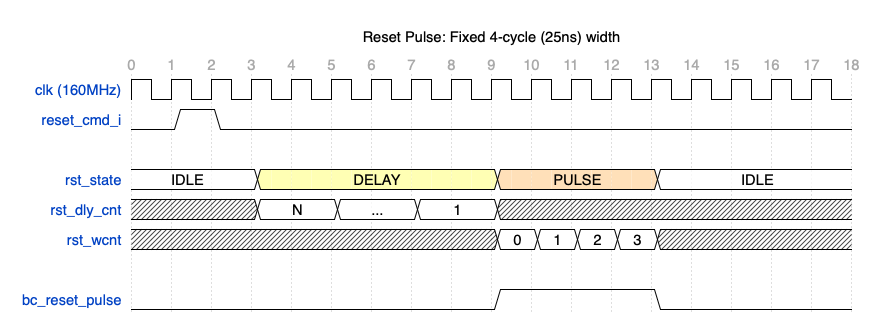 Reset Pulse: Fixed 4-cycle (25ns) width
0 1 2 3 4 5 6 7 8 9 10 11 12 13 14 15 16 17 18
clk (160MHz)
reset_cmd_i
rst_state IDLE DELAY PULSE IDLE
rst_dly_cnt N ... 1
rst_wcnt 0 1 2 3
bc_reset_pulse